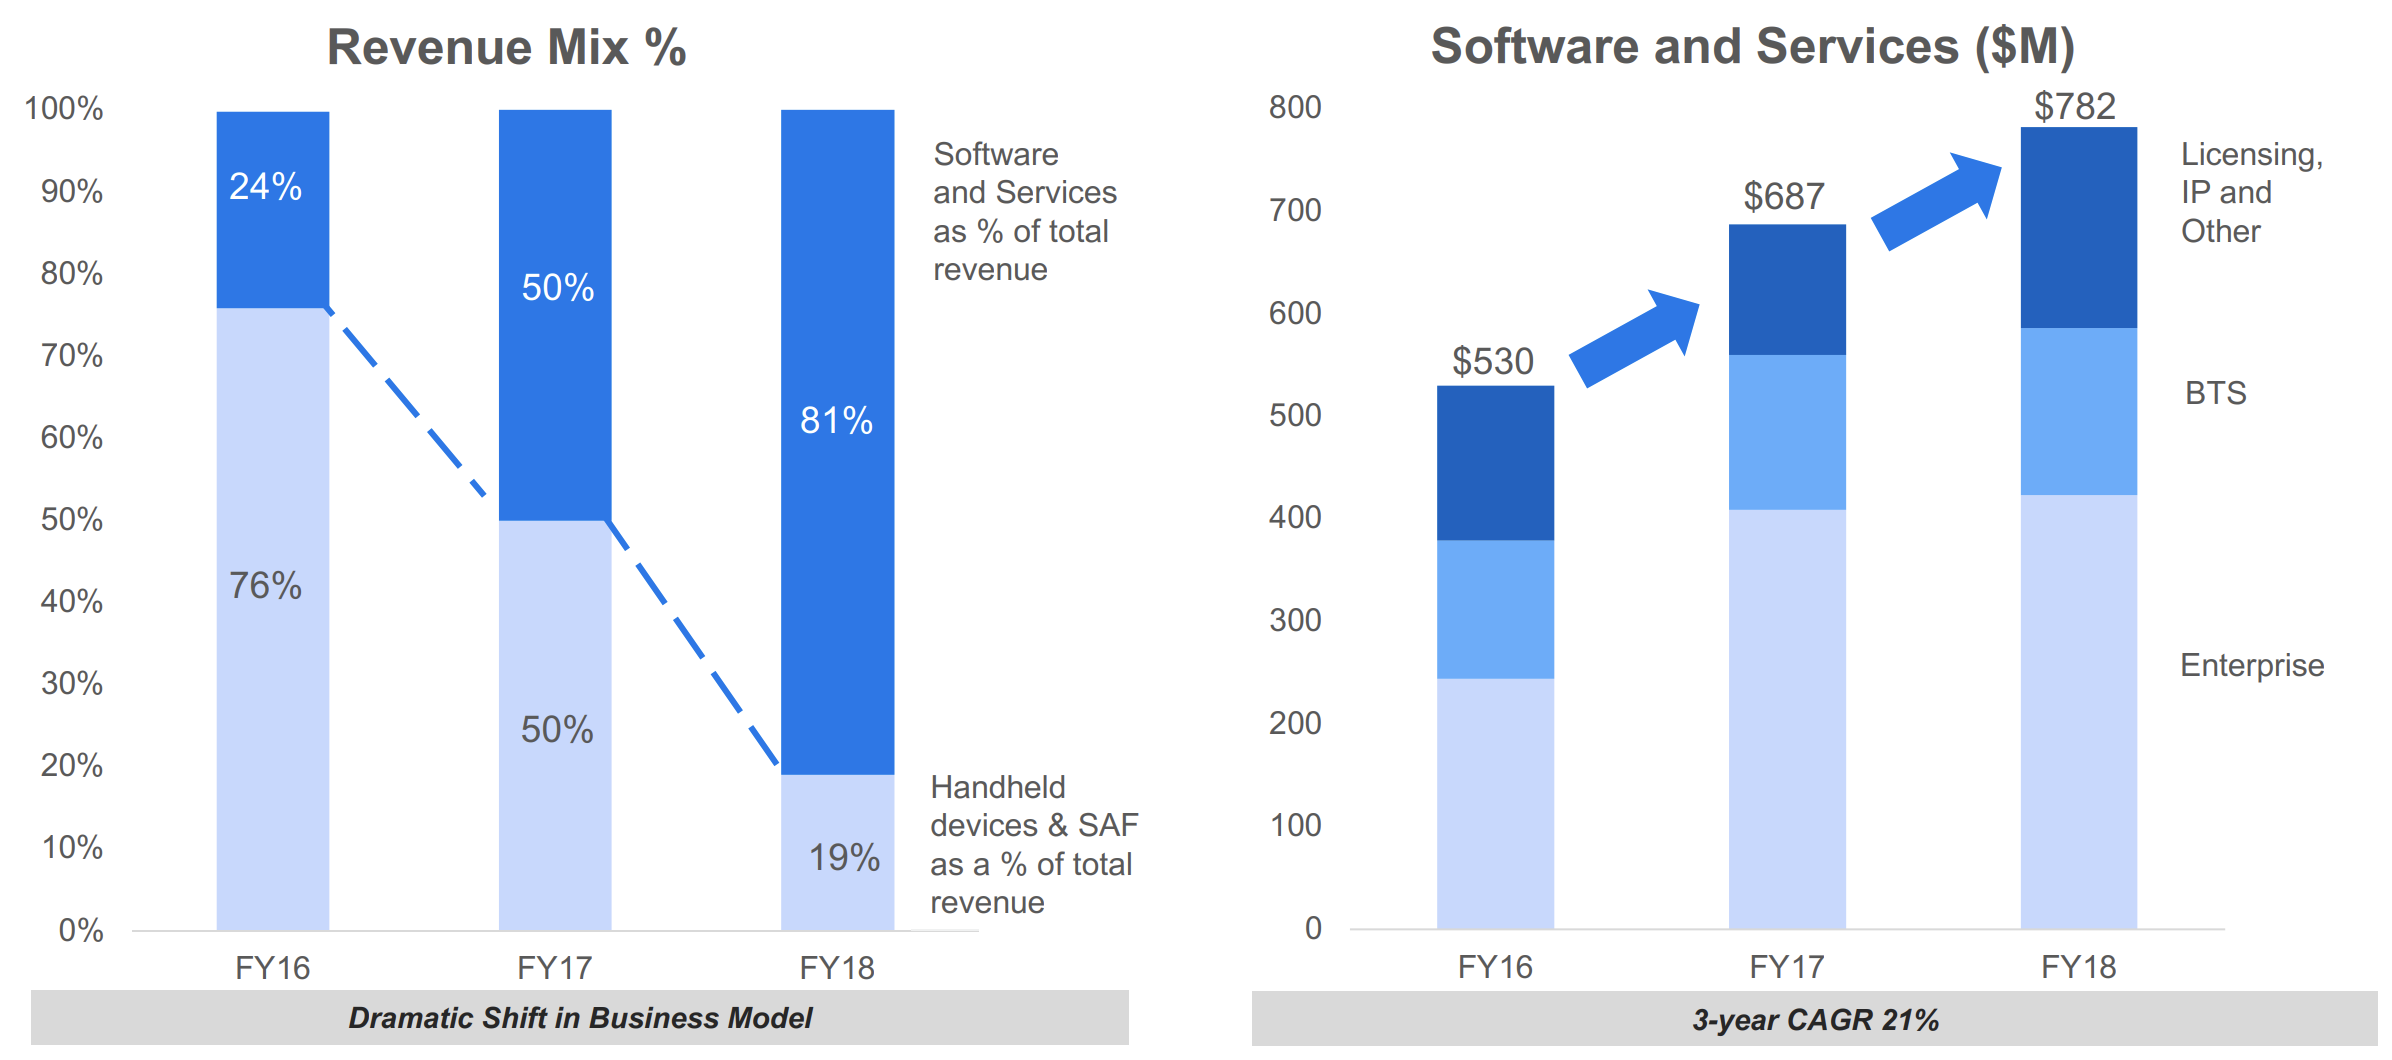 Revenue Mix %
100%
90%
80%
70%
60%
50%
40%
30%
20%
10%
0%
24%
76%
50%
50%
81%
19%
Software
and Services
as % of total
revenue
Handheld
devices & SAF
as a % of total
revenue
FY16
FY17
FY18
Dramatic Shift in Business Model
Software and Services ($M)
800
700
600
500
400
300
200
100
0
$530
$687
$782
Licensing,
IP and
Other
BTS
Enterprise
FY16
FY17
FY18
3-year CAGR 21%